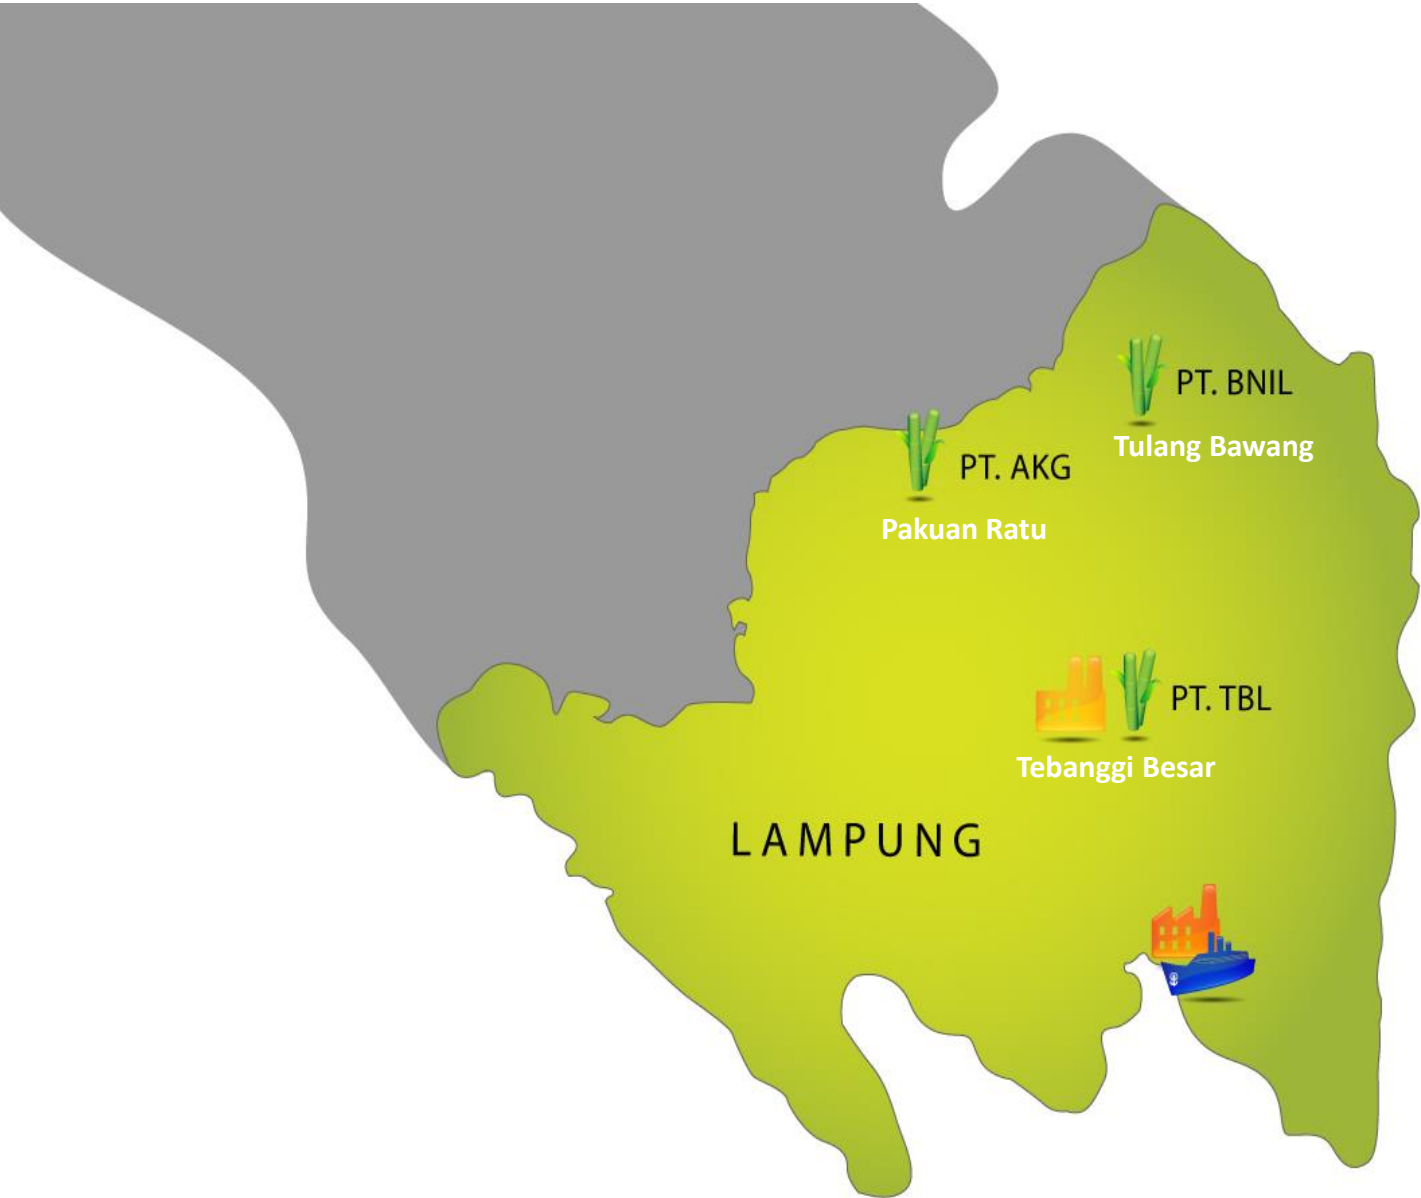 PT. BNIL
Tulang Bawang
PT. AKG
Pakuan Ratu
PT. TBL
Tebanggi Besar
LAMPUNG